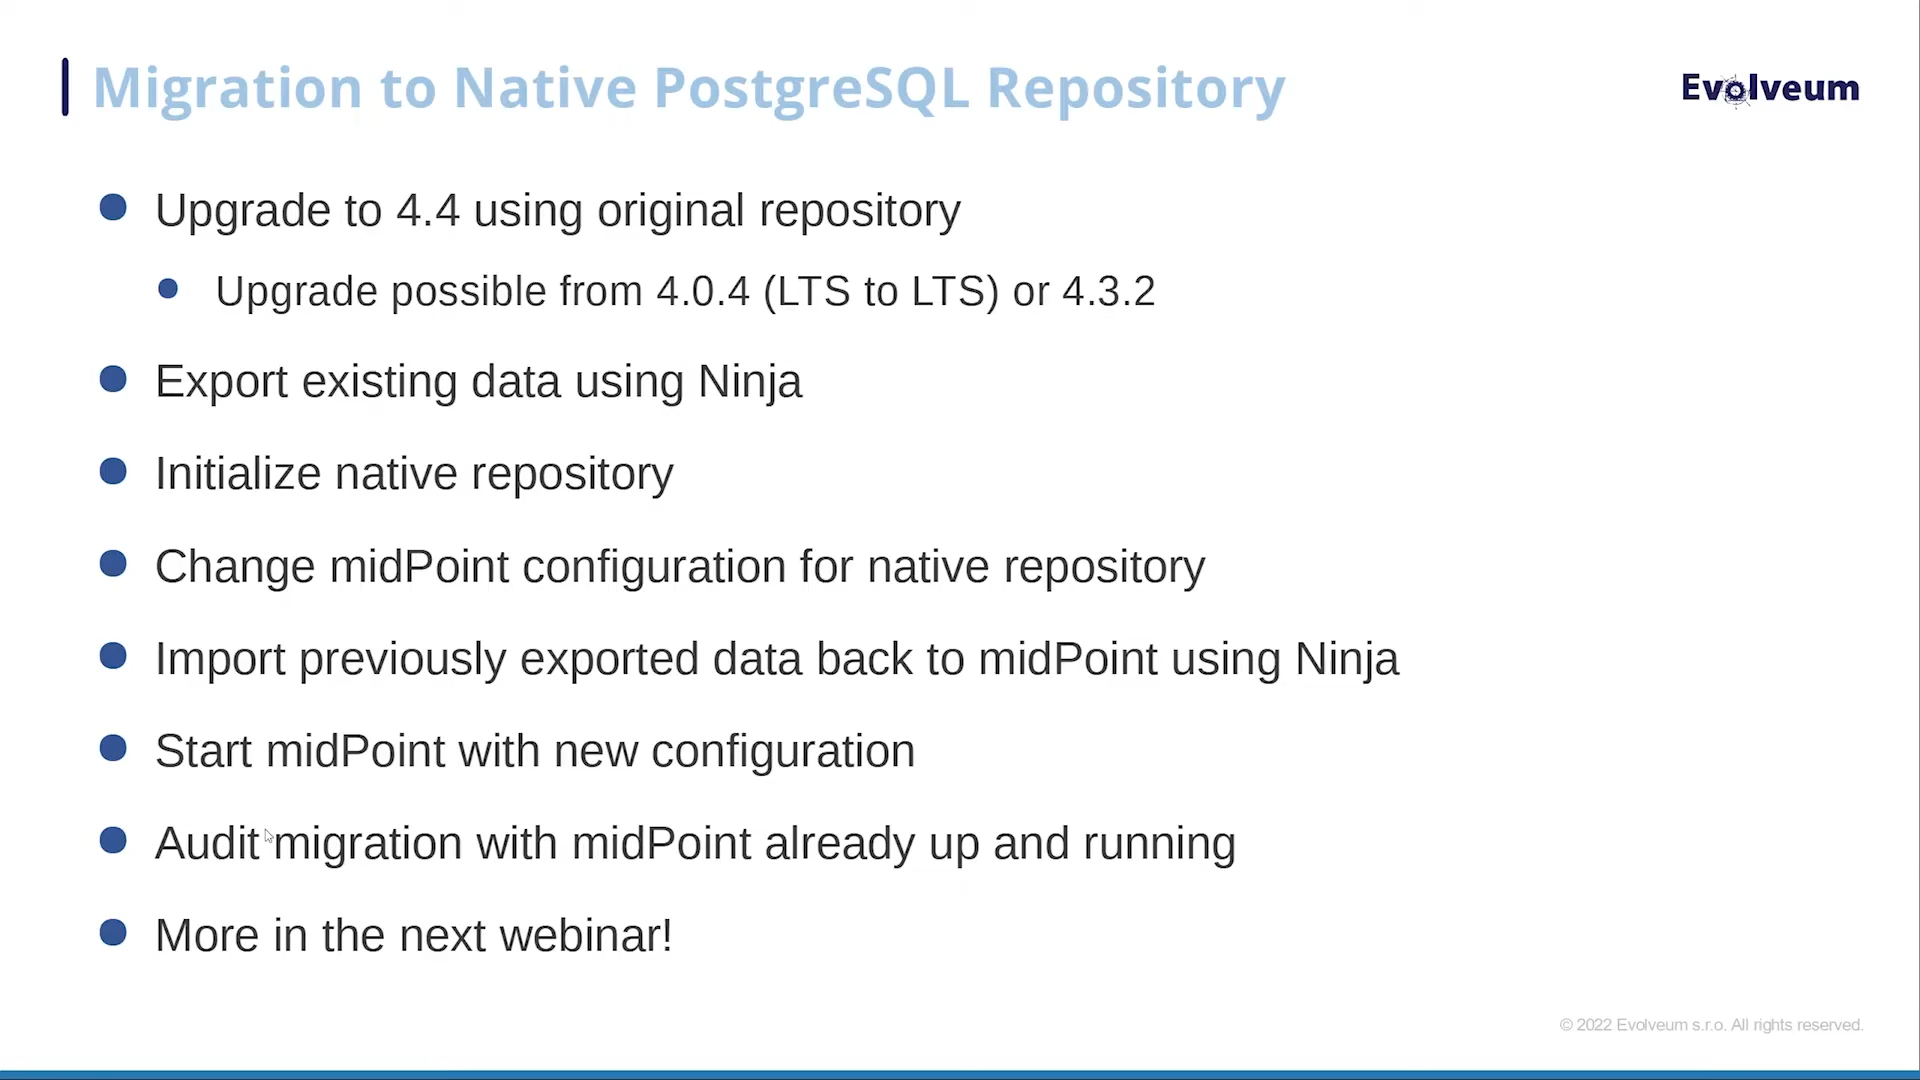 Migration to Native PostgreSQL Repository
Evolveum
Upgrade to 4.4 using original repository
Upgrade possible from 4.0.4 (LTS to LTS) or 4.3.2
Export existing data using Ninja
Initialize native repository
Change midPoint configuration for native repository
Import previously exported data back to midPoint using Ninja
Start midPoint with new configuration
Audit migration with midPoint already up and running
More in the next webinar!
© 2022 Evolveum s.r.o. All rights reserved.